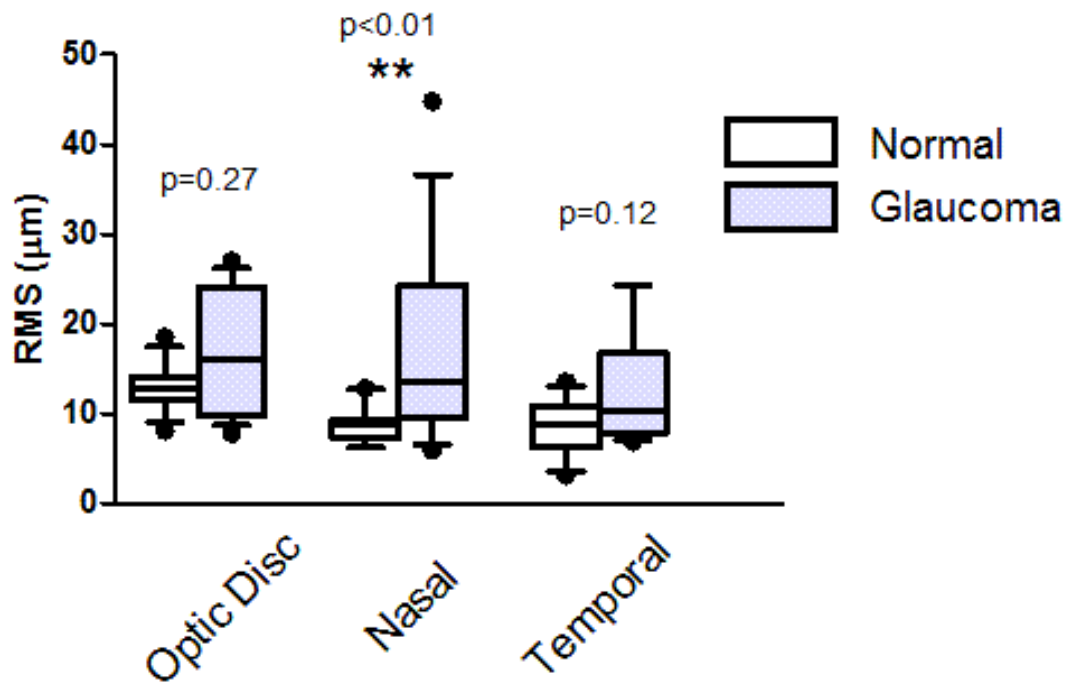 p<0.01
**
50
40
30
20
10
0
RMS (μm)
p=0.27
p=0.12
Normal
Glaucoma
Optic Disc
Nasal
Temporal